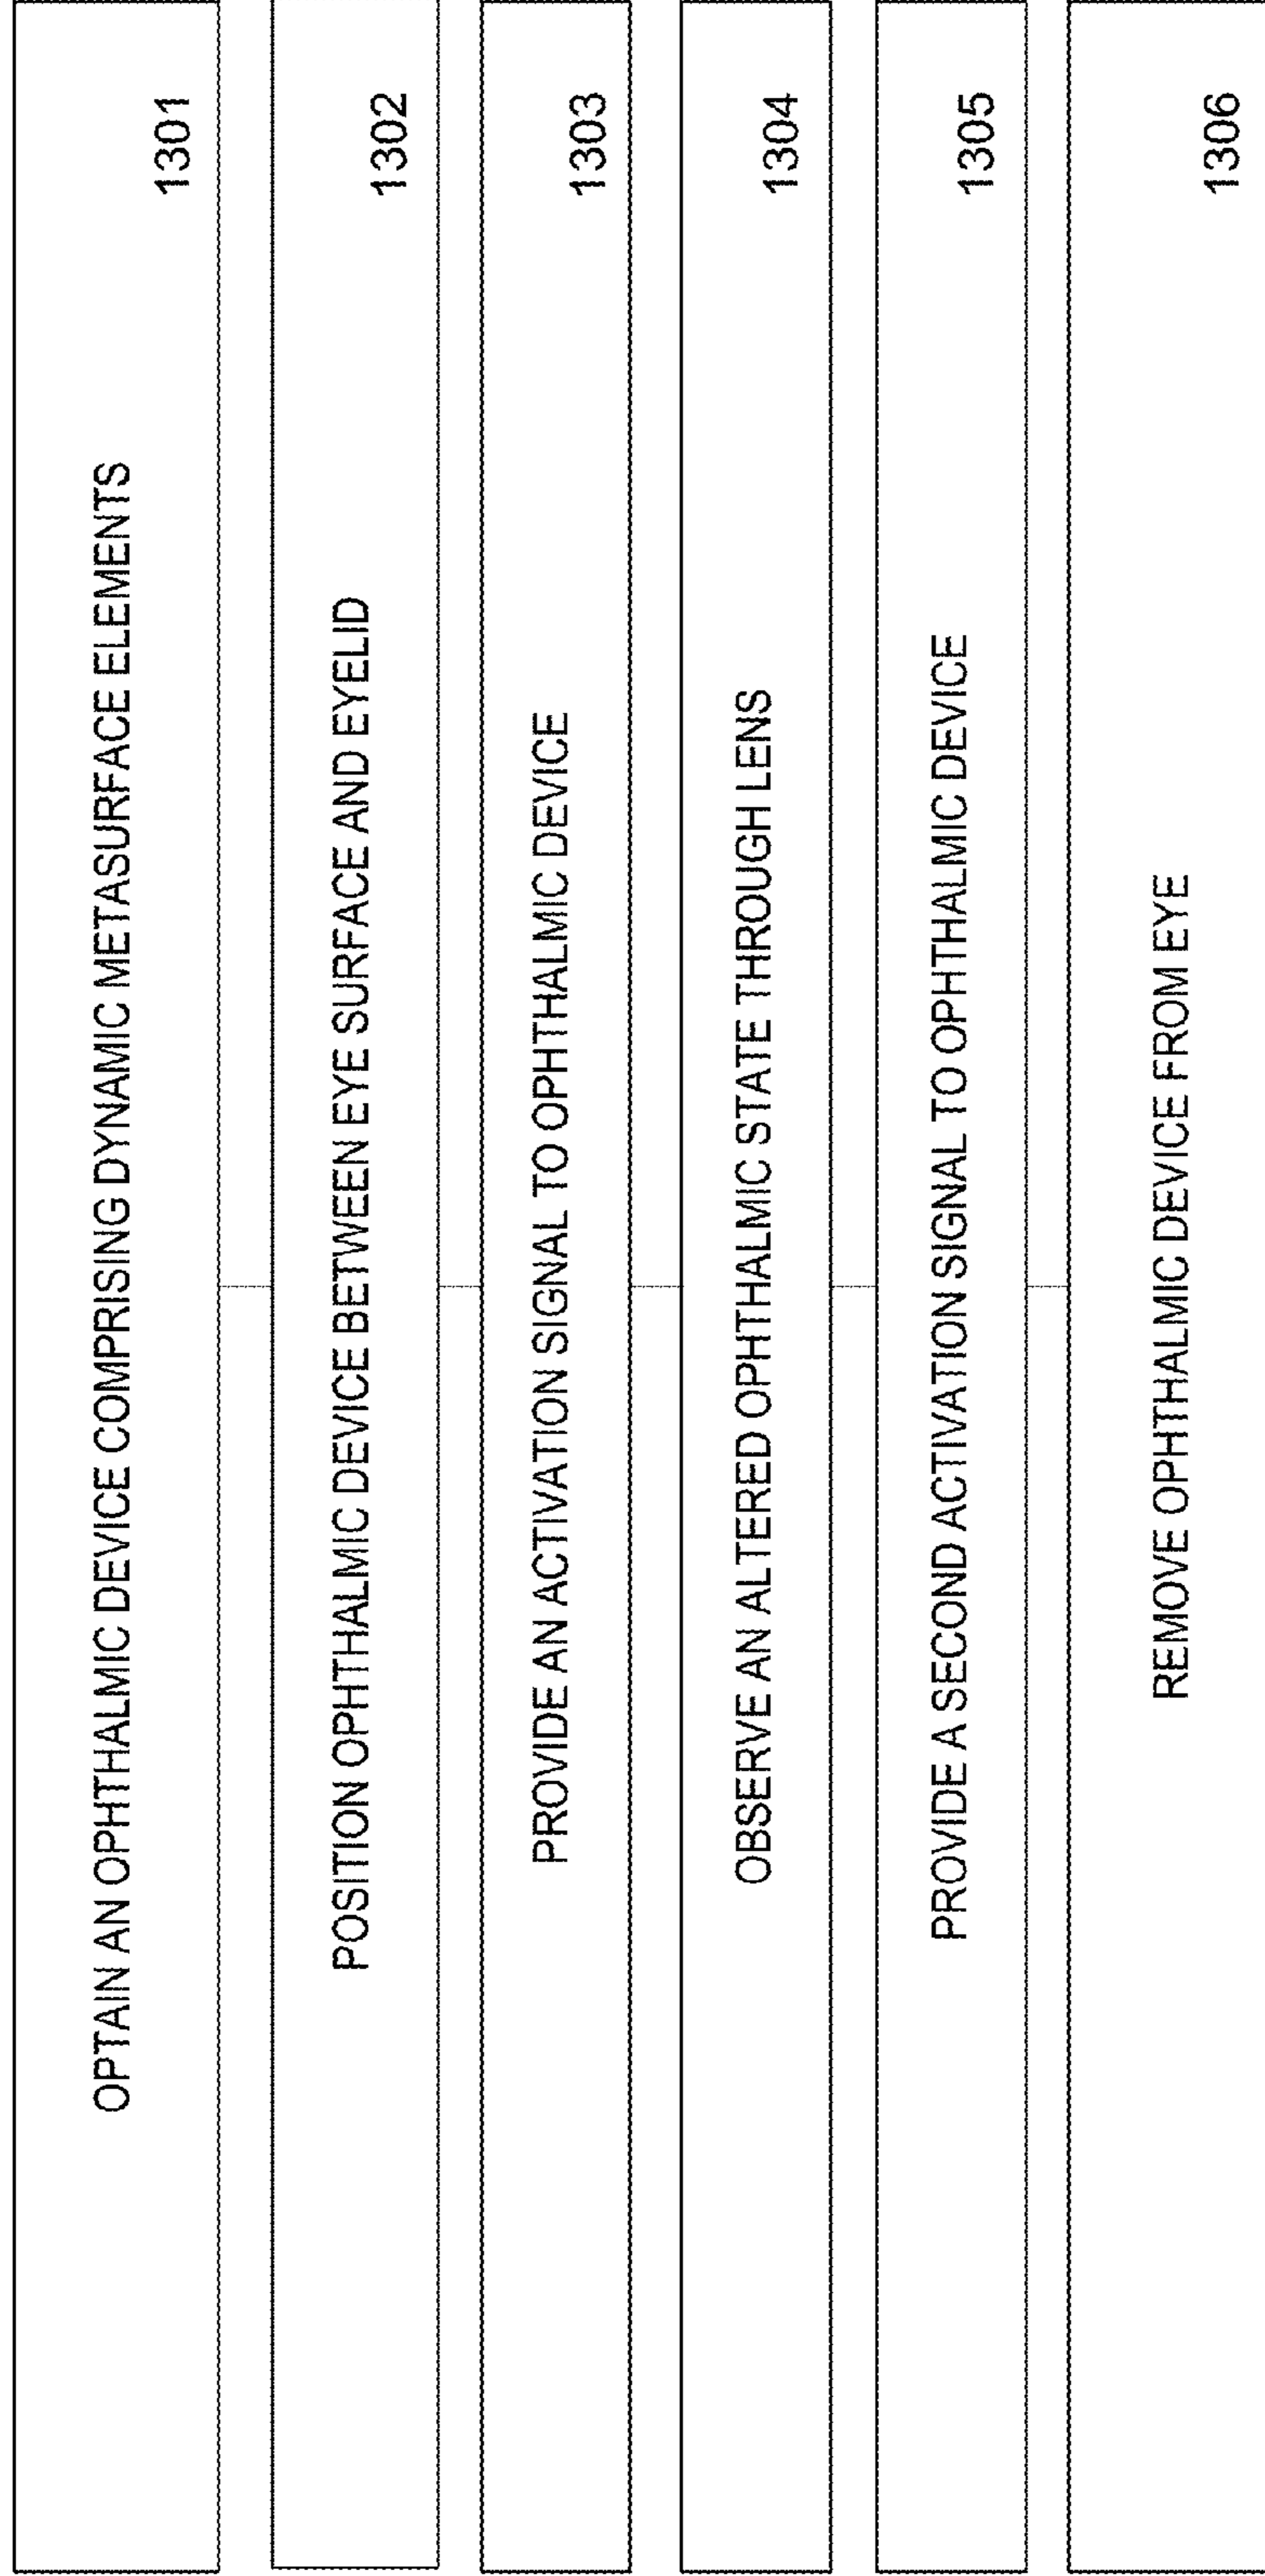 OPTAIN AN OPHTHALMIC DEVICE COMPRISING DYNAMIC METASURFACE ELEMENTS
1301
POSITION OPHTHALMIC DEVICE BETWEEN EYE SURFACE AND EYELID
1302
PROVIDE AN ACTIVATION SIGNAL TO OPHTHALMIC DEVICE
1303
OBSERVE AN ALTERED OPHTHALMIC STATE THROUGH LENS
1304
PROVIDE A SECOND ACTIVATION SIGNAL TO OPHTHALMIC DEVICE
1305
REMOVE OPHTHALMIC DEVICE FROM EYE
1306